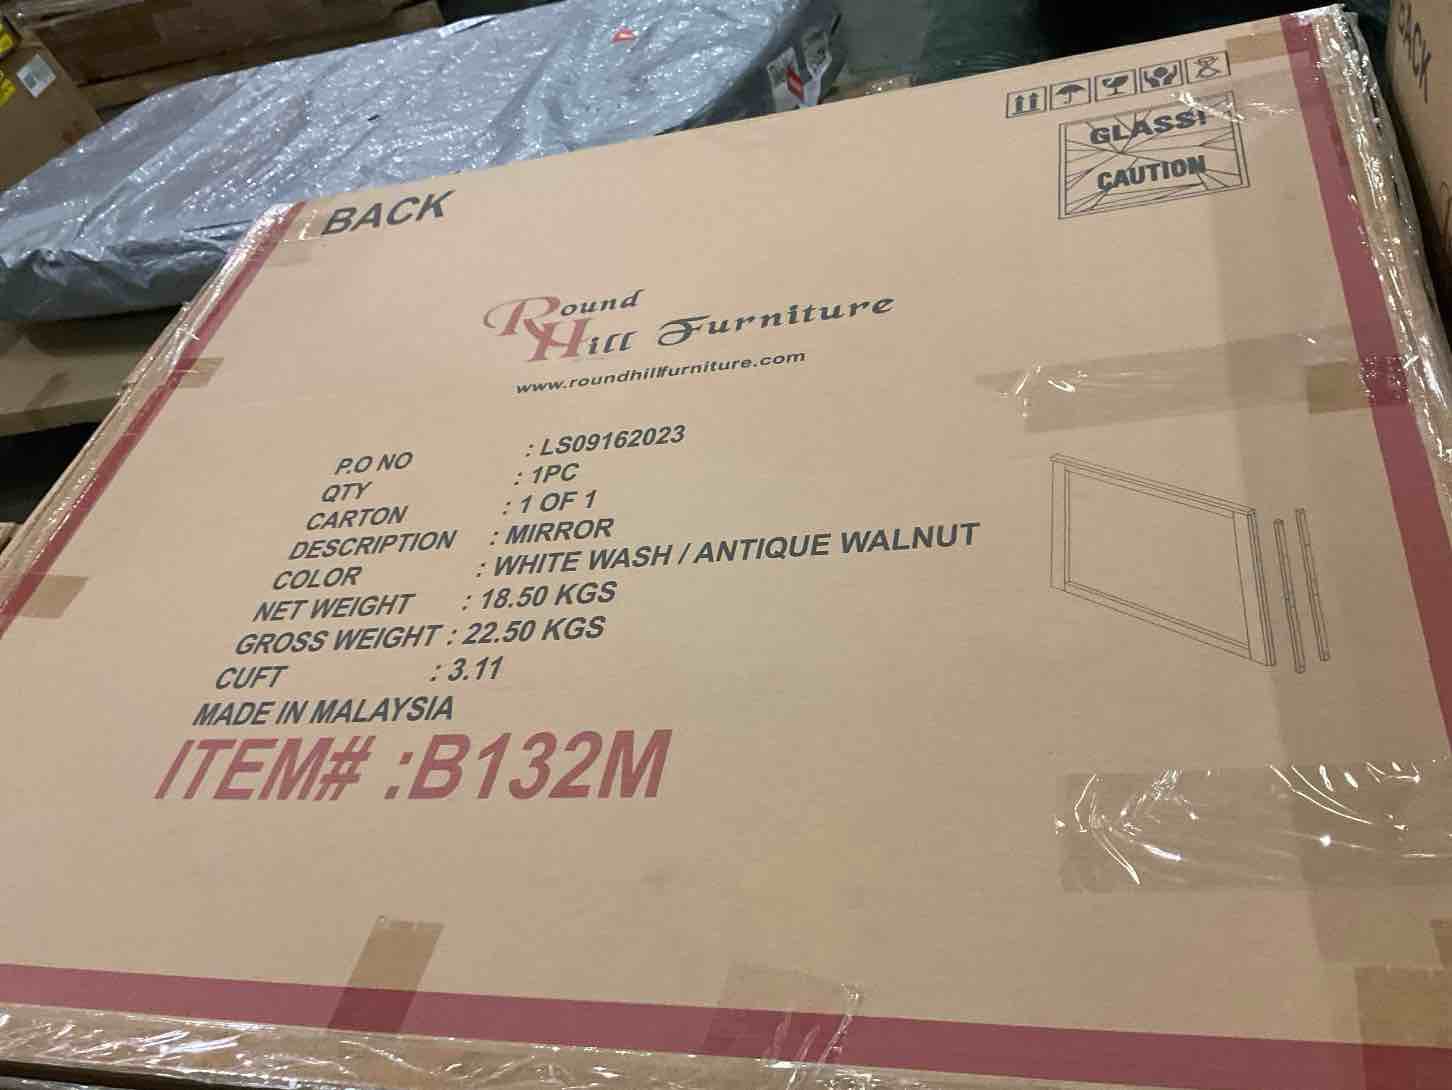 BACK
GLASS!
CAUTION
BACK
Round
Hill Furniture
www.roundhillfurniture.com
P.O NO : LS09162023
QTY : 1PC
CARTON : 1 OF 1
DESCRIPTION : MIRROR
COLOR : WHITE WASH / ANTIQUE WALNUT
NET WEIGHT : 18.50 KGS
GROSS WEIGHT : 22.50 KGS
CUFT : 3.11
MADE IN MALAYSIA
ITEM# :B132M